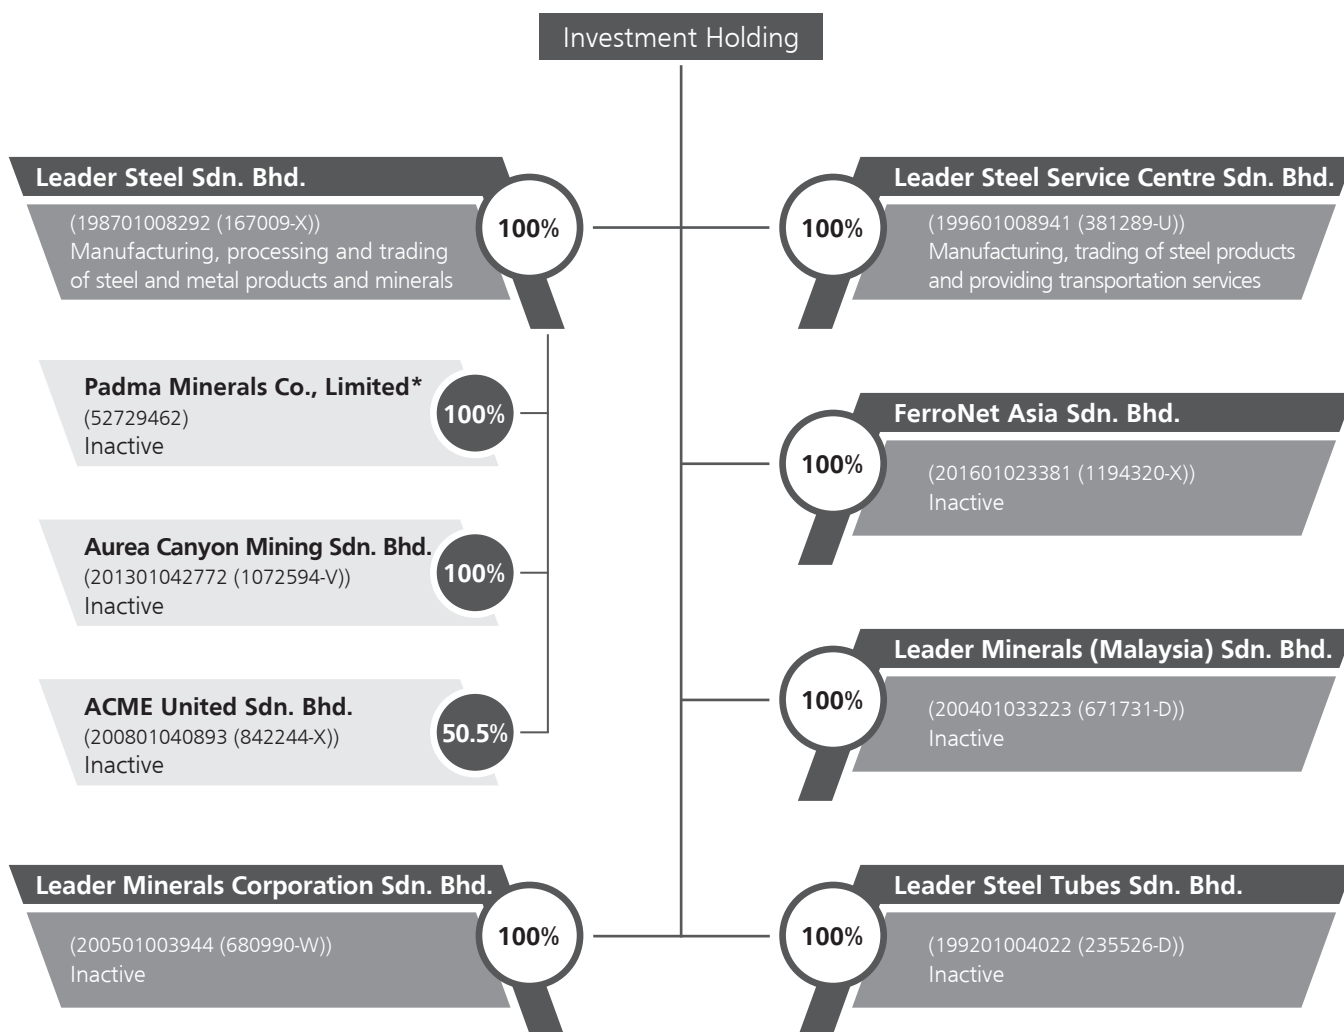 Investment Holding
Leader Steel Sdn. Bhd.
(198701008292 (167009-X))
Manufacturing, processing and trading
of steel and metal products and minerals
100%
Leader Steel Service Centre Sdn. Bhd.
(199601008941 (381289-U))
Manufacturing, trading of steel products
and providing transportation services
100%
Padma Minerals Co., Limited*
(52729462)
Inactive
100%
Aurea Canyon Mining Sdn. Bhd.
(201301042772 (1072594-V))
Inactive
100%
ACME United Sdn. Bhd.
(200801040893 (842244-X))
Inactive
50.5%
FerroNet Asia Sdn. Bhd.
(201601023381 (1194320-X))
Inactive
100%
Leader Minerals (Malaysia) Sdn. Bhd.
(200401033223 (671731-D))
Inactive
100%
Leader Minerals Corporation Sdn. Bhd.
(200501003944 (680990-W))
Inactive
100%
Leader Steel Tubes Sdn. Bhd.
(199201004022 (235526-D))
Inactive
100%